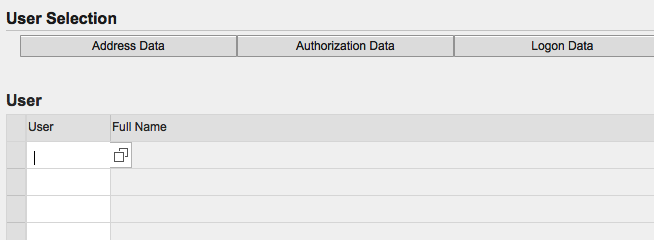 User Selection
Address Data Authorization Data Logon Data
User
User Full Name